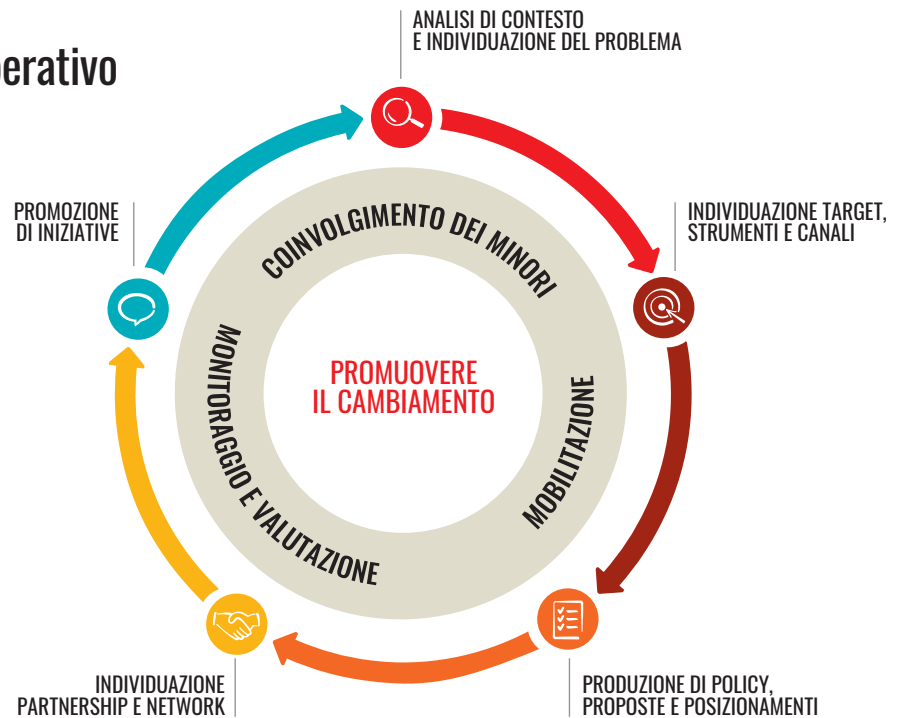 ANALISI DI CONTESTO
E INDIVIDUAZIONE DEL PROBLEMA
perativo
PROMOZIONE
DI INIZIATIVE
INDIVIDUAZIONE TARGET,
STRUMENTI E CANALI
COINVOLGIMENTO DEI MINORI
MONITORAGGIO E VALUTAZIONE
MOBILITAZIONE
PROMUOVERE
IL CAMBIAMENTO
INDIVIDUAZIONE
PARTNERSHIP E NETWORK
PRODUZIONE DI POLICY,
PROPOSTE E POSIZIONAMENTI